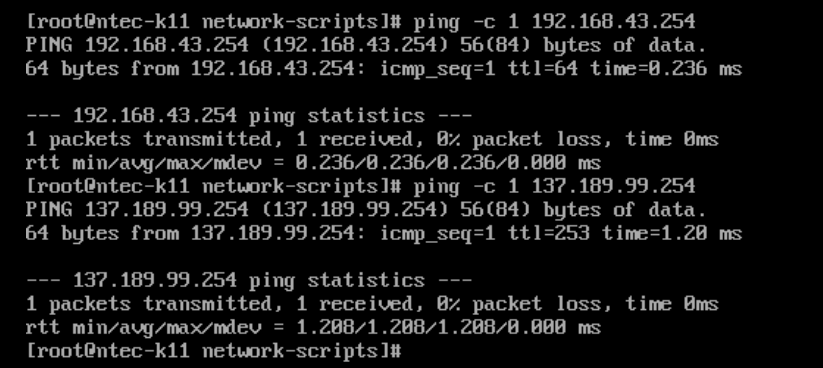 [root@ntec-k11 network-scripts]# ping -c 1 192.168.43.254
PING 192.168.43.254 (192.168.43.254) 56(84) bytes of data.
64 bytes from 192.168.43.254: icmp_seq=1 ttl=64 time=0.236 ms
--- 192.168.43.254 ping statistics ---
1 packets transmitted, 1 received, 0% packet loss, time 0ms
rtt min/avg/max/mdev = 0.236/0.236/0.236/0.000 ms
[root@ntec-k11 network-scripts]# ping -c 1 137.189.99.254
PING 137.189.99.254 (137.189.99.254) 56(84) bytes of data.
64 bytes from 137.189.99.254: icmp_seq=1 ttl=253 time=1.20 ms
--- 137.189.99.254 ping statistics ---
1 packets transmitted, 1 received, 0% packet loss, time 0ms
rtt min/avg/max/mdev = 1.208/1.208/1.208/0.000 ms
[root@ntec-k11 network-scripts]#